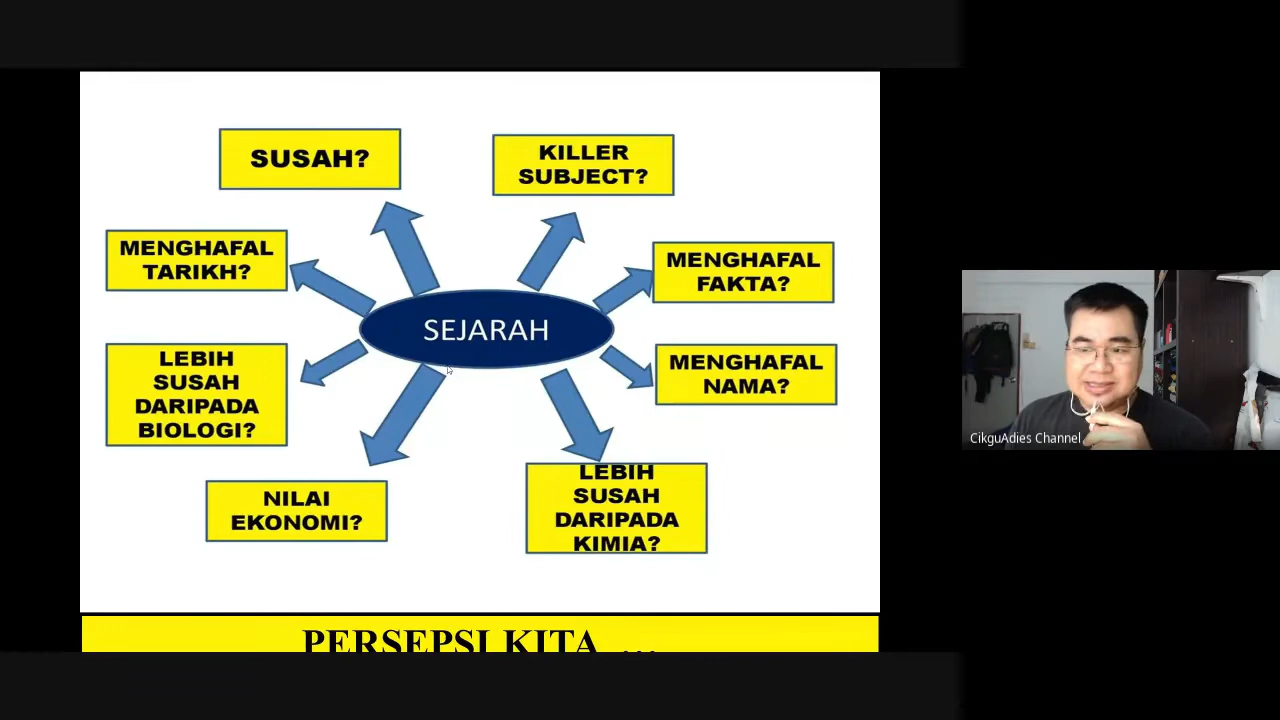 SUSAH?
KILLER
SUBJECT?
MENGHAFAL
TARIKH?
MENGHAFAL
FAKTA?
SEJARAH
LEBIH
SUSAH
DARIPADA
BIOLOGI?
MENGHAFAL
NAMA?
NILAI
EKONOMI?
LEBIH
SUSAH
DARIPADA
KIMIA?
PERSEPSI KITA ...
CikguAdies Channel